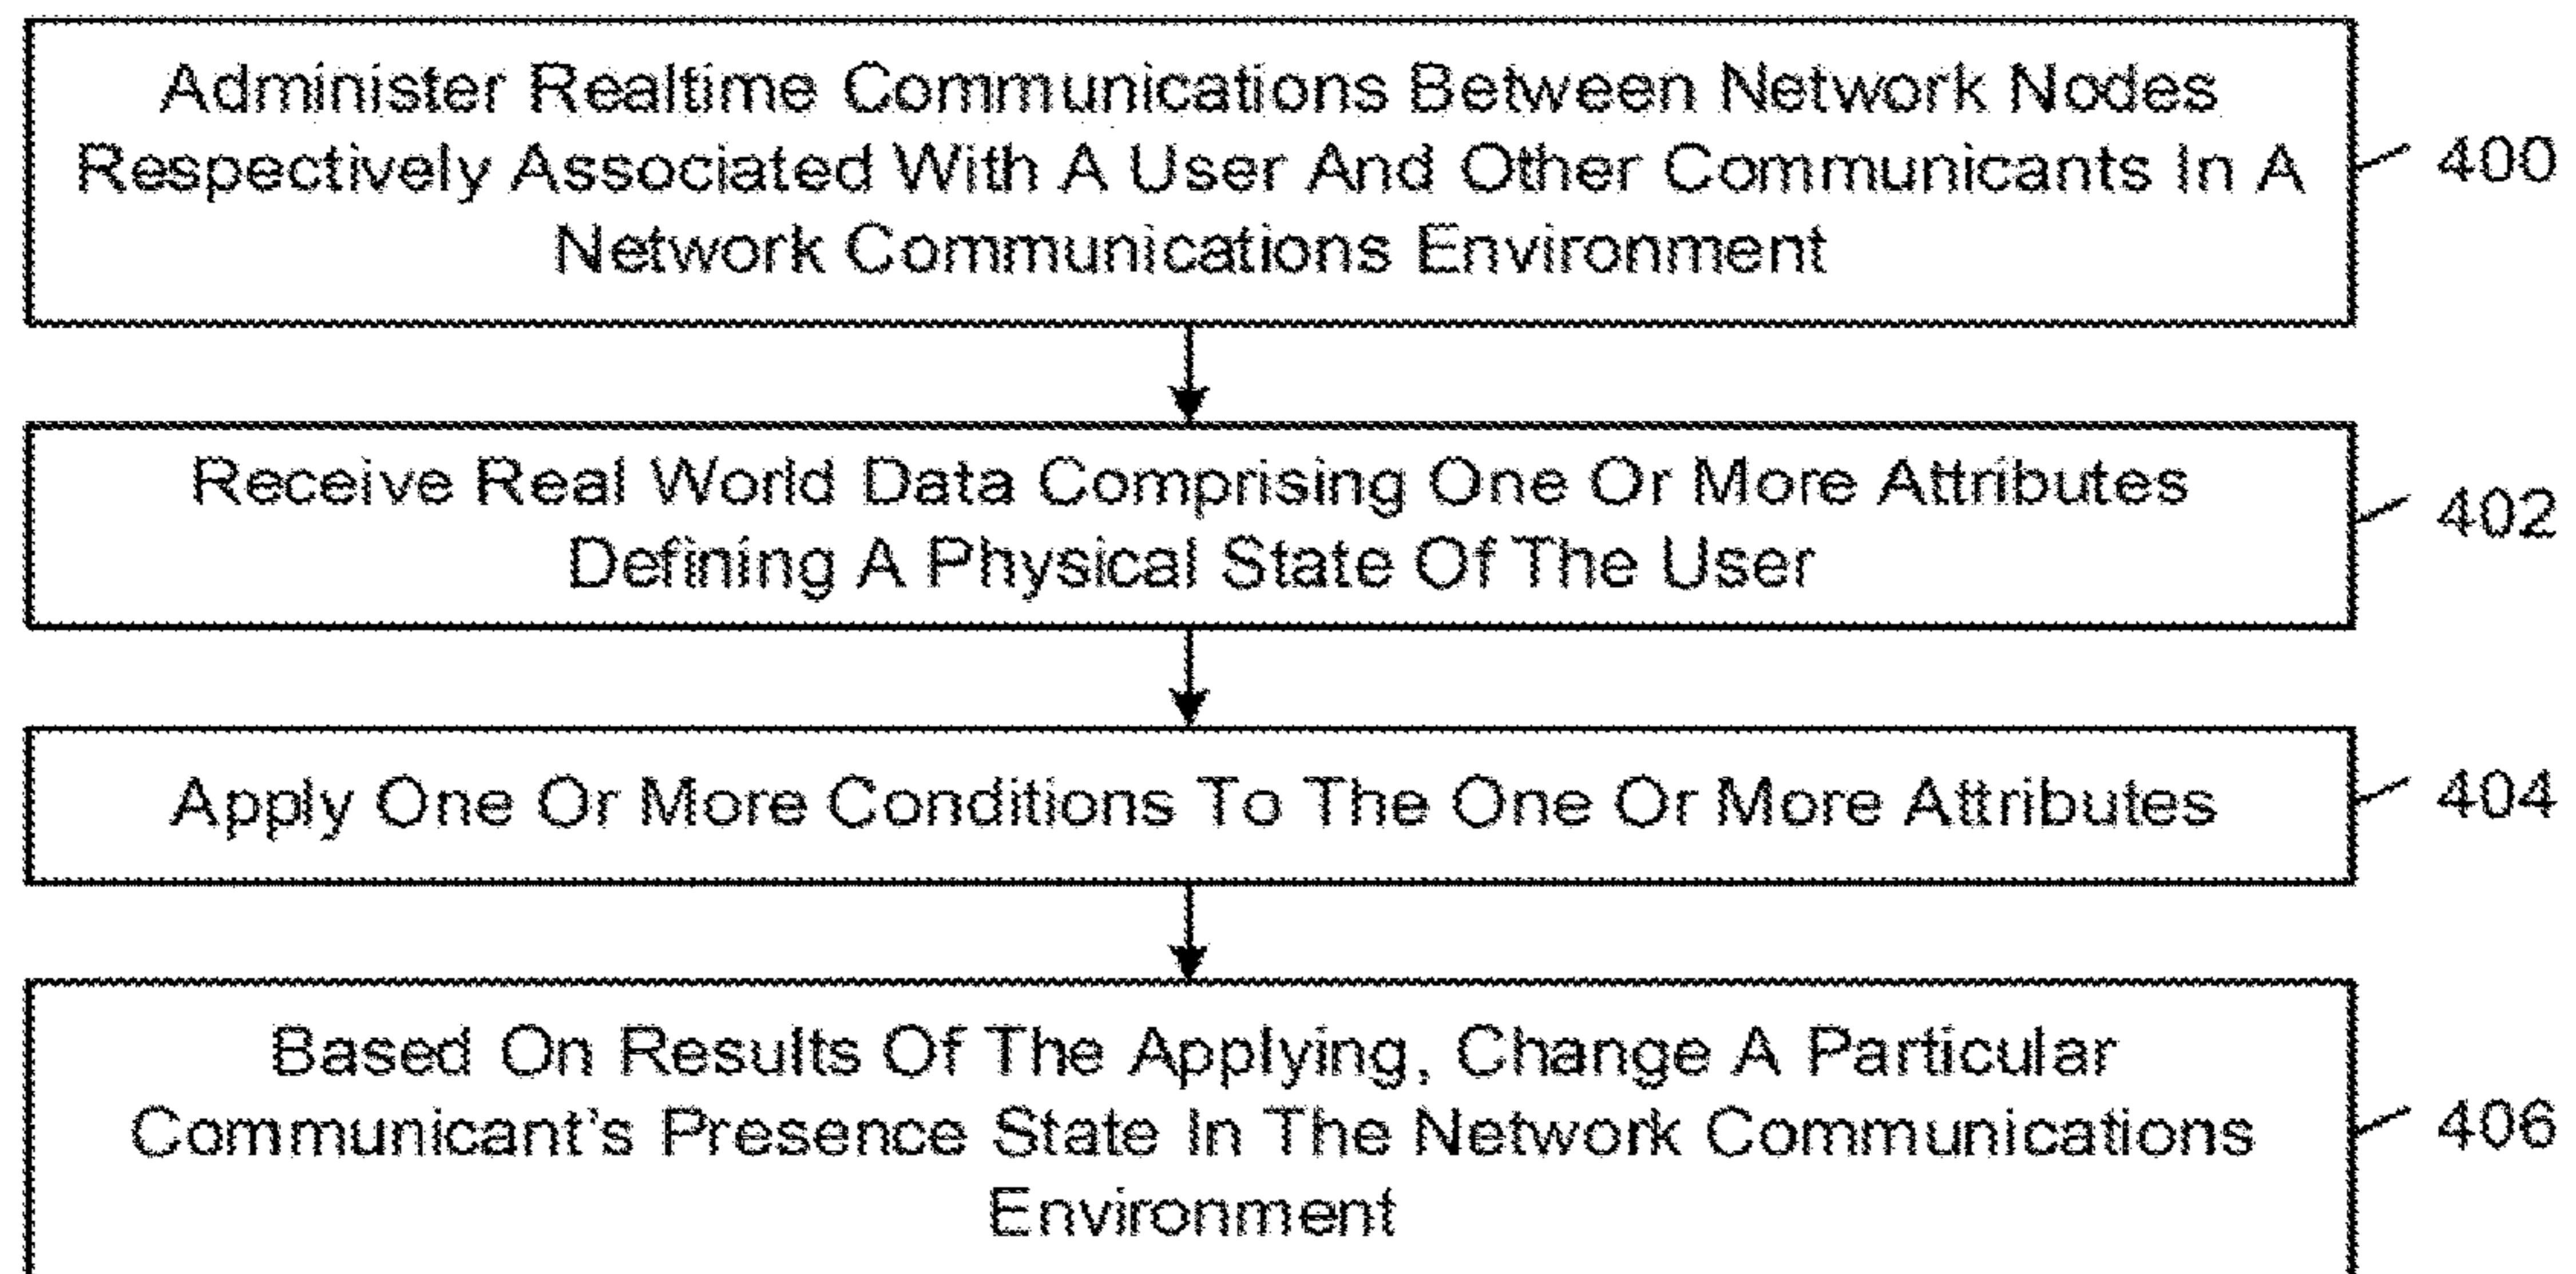 Administer Realtime Communications Between Network Nodes
Respectively Associated With A User And Other Communicants In A
Network Communications Environment
400
Receive Real World Data Comprising One Or More Attributes
Defining A Physical State Of The User
402
Apply One Or More Conditions To The One Or More Attributes
404
Based On Results Of The Applying, Change A Particular
Communicant's Presence State In The Network Communications
Environment
406